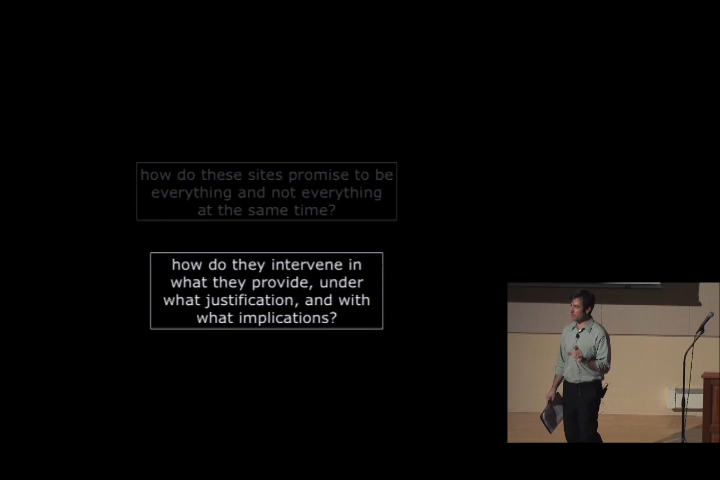 how do these sites promise to be
everything and not everything
at the same time?
how do they intervene in
what they provide, under
what justification, and with
what implications?